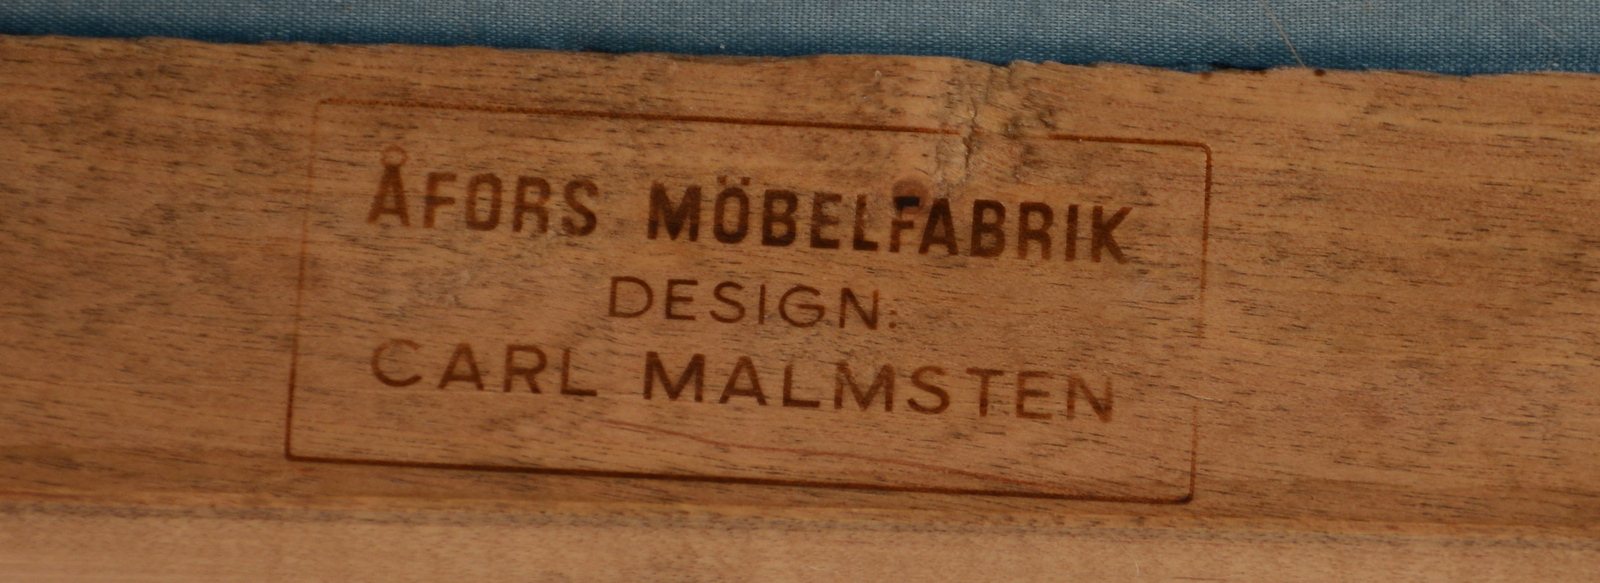 ÅFORS MÖBELFABRIK
DESIGN:
CARL MALMSTEN